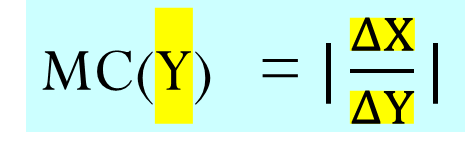 MC(Y) = | ΔX / ΔY |